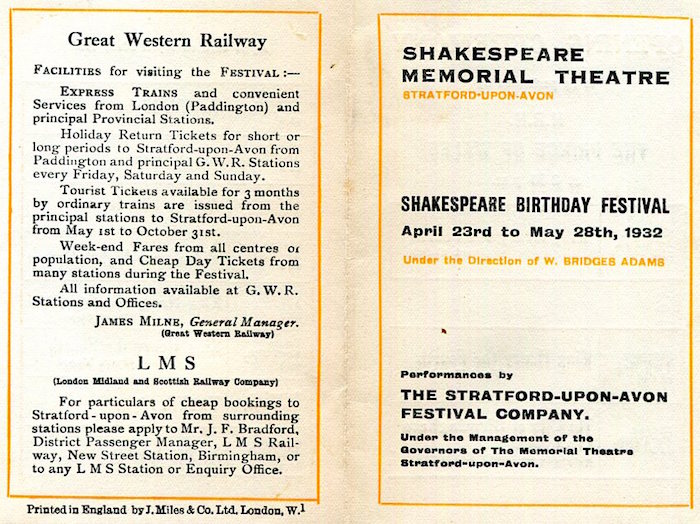 Great Western Railway
FACILITIES for visiting the FESTIVAL :—
EXPRESS TRAINS and convenient
Services from London (Paddington) and
principal Provincial Stations.
Holiday Return Tickets for short or
long periods to Stratford-upon-Avon from
Paddington and principal G.W.R. Stations
every Friday, Saturday and Sunday.
Tourist Tickets available for 3 months
by ordinary trains are issued from the
principal stations to Stratford-upon-Avon
from May 1st to October 31st.
Week-end Fares from all centres of
population, and Cheap Day Tickets from
many stations during the Festival.
All information available at G.W.R.
Stations and Offices.
JAMES MILNE, General Manager.
(Great Western Railway)
L M S
(London Midland and Scottish Railway Company)
For particulars of cheap bookings to
Stratford - upon - Avon from surrounding
stations please apply to Mr. J. F. Bradford,
District Passenger Manager, L M S Rail-
way, New Street Station, Birmingham, or
to any L M S Station or Enquiry Office.
Printed in England by J. Miles & Co. Ltd. London, W.1
SHAKESPEARE
MEMORIAL THEATRE
STRATFORD-UPON-AVON
SHAKESPEARE BIRTHDAY FESTIVAL
April 23rd to May 28th, 1932
Under the Direction of W. BRIDGES ADAMS
Performances by
THE STRATFORD-UPON-AVON
FESTIVAL COMPANY.
Under the Management of the
Governors of The Memorial Theatre
Stratford-upon-Avon.